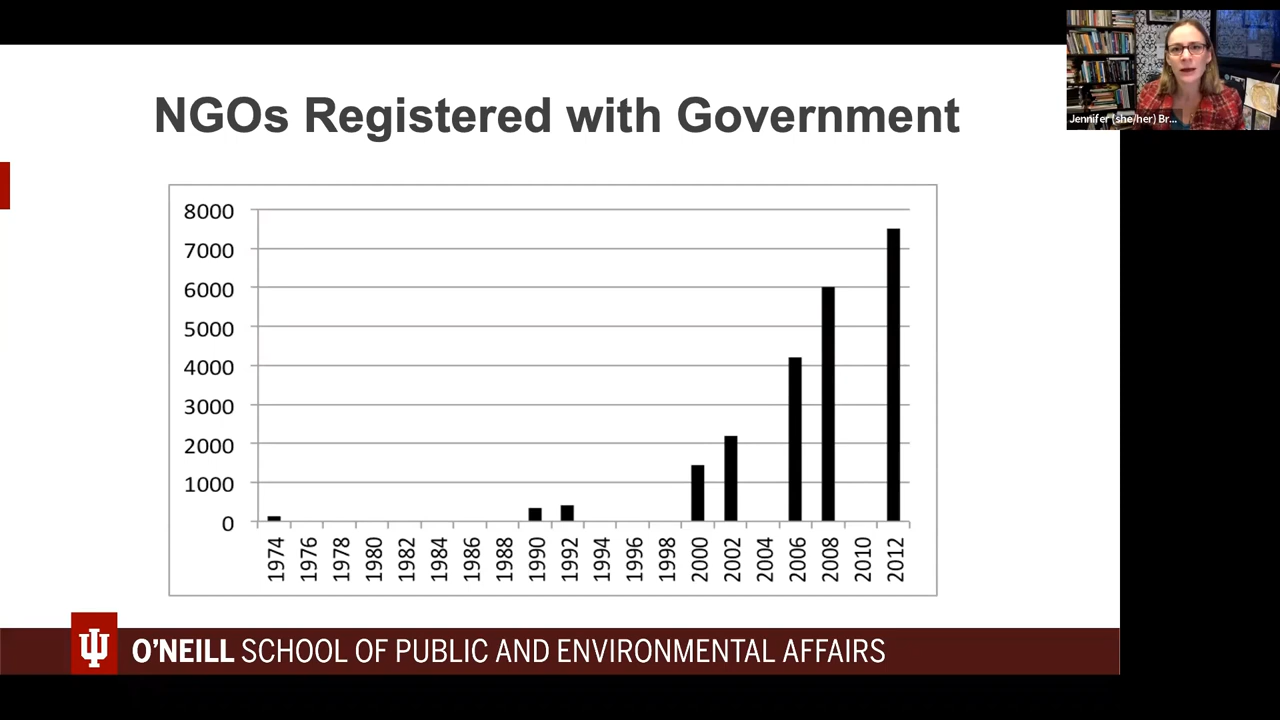 NGOs Registered with Government
Jennifer (she/her) Br...
8000
7000
6000
5000
4000
3000
2000
1000
0
1974 1976 1978 1980 1982 1984 1986 1988 1990 1992 1994 1996 1998 2000 2002 2004 2006 2008 2010 2012
O'NEILL SCHOOL OF PUBLIC AND ENVIRONMENTAL AFFAIRS